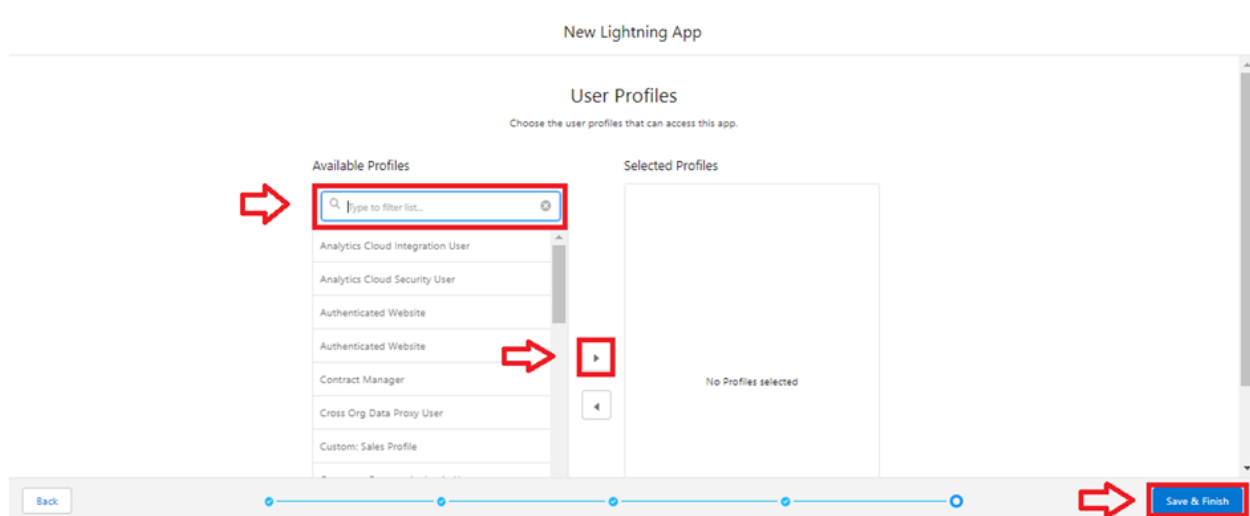 New Lightning App
User Profiles
Choose the user profiles that can access this app.
Available Profiles
Selected Profiles
Type to filter list...
Analytics Cloud Integration User
Analytics Cloud Security User
Authenticated Website
Authenticated Website
Contract Manager
Cross Org Data Proxy User
Custom: Sales Profile
No Profiles selected
Back
Save & Finish